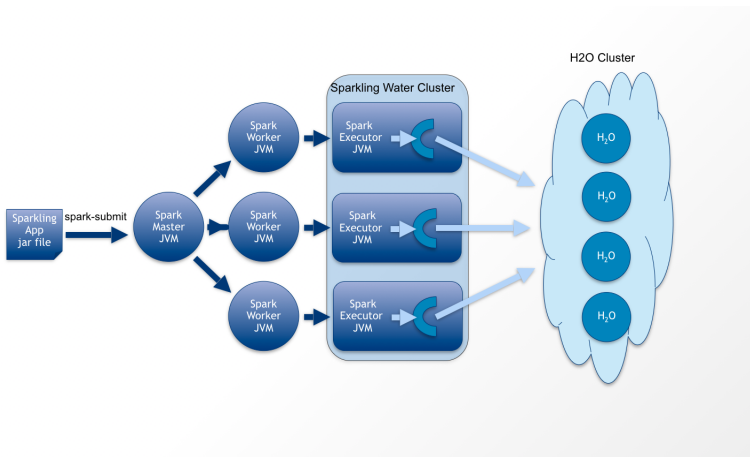 H2O Cluster
Sparkling Water Cluster
Spark
Worker
JVM
Spark
Executor
JVM
H₂O
Sparkling
App
jar file
spark-submit
Spark
Master
JVM
Spark
Worker
JVM
Spark
Executor
JVM
H₂O
H₂O
Spark
Worker
JVM
Spark
Executor
JVM
H₂O